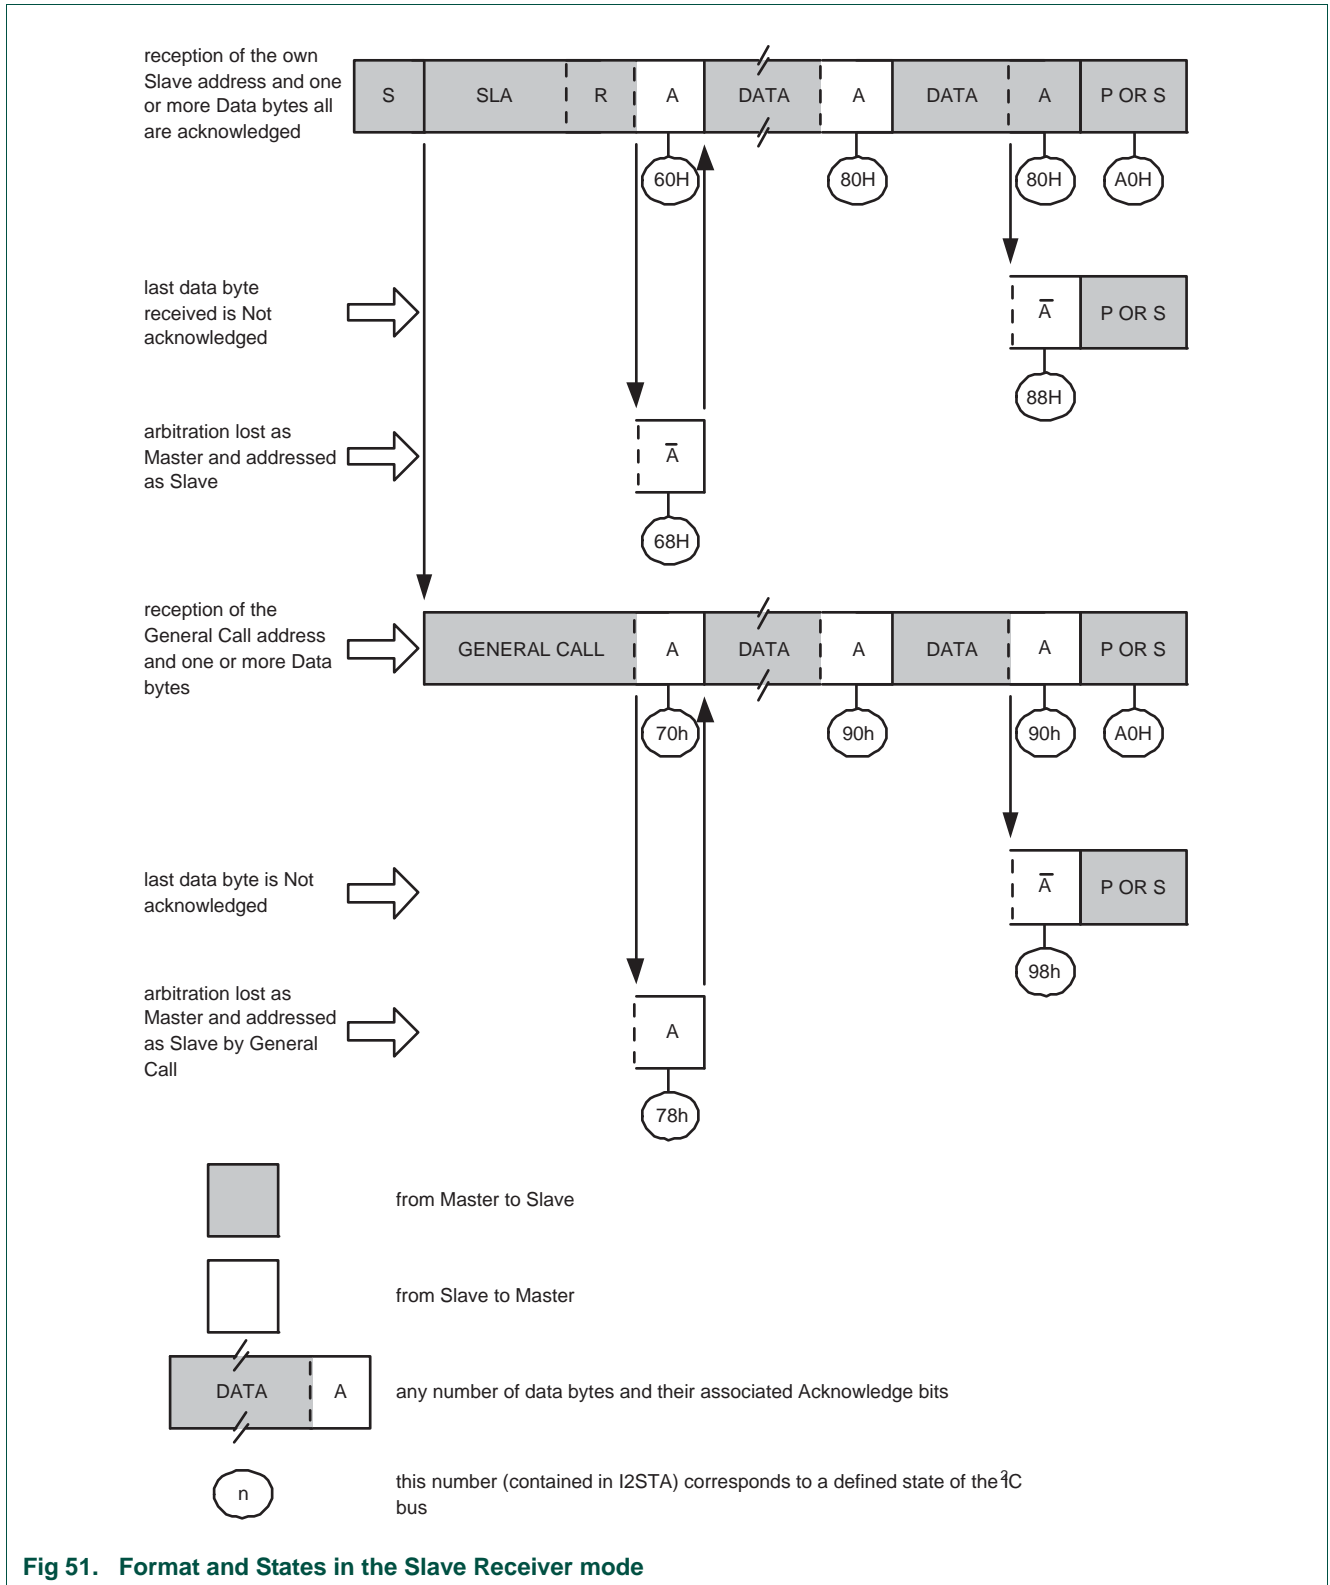 reception of the own
Slave address and one
or more Data bytes all
are acknowledged
S SLA R A DATA A DATA A P OR S
60H 80H 80H A0H
last data byte
received is Not
acknowledged
A̅ P OR S
88H
arbitration lost as
Master and addressed
as Slave
A̅
68H
reception of the
General Call address
and one or more Data
bytes
GENERAL CALL A DATA A DATA A P OR S
70h 90h 90h A0H
last data byte is Not
acknowledged
A̅ P OR S
98h
arbitration lost as
Master and addressed
as Slave by General
Call
A
78h
from Master to Slave
from Slave to Master
DATA A any number of data bytes and their associated Acknowledge bits
n this number (contained in I2STA) corresponds to a defined state of the I²C
bus
Fig 51. Format and States in the Slave Receiver mode